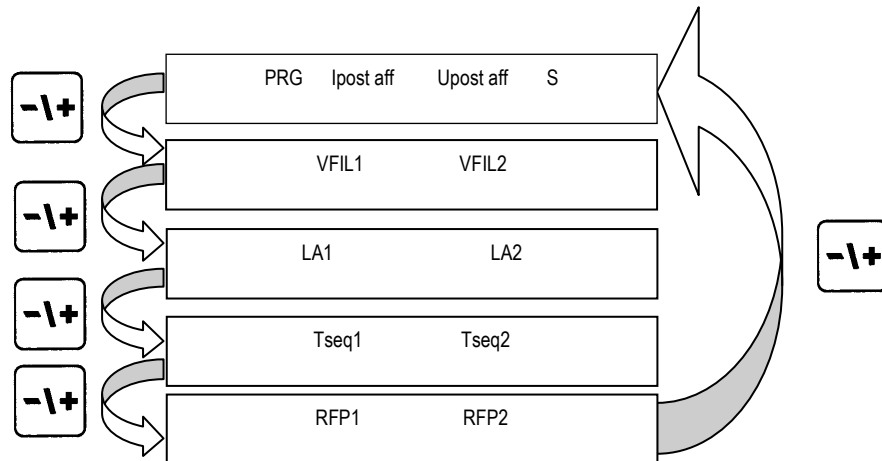 PRG Ipost aff Upost aff S
-\+
VFIL1 VFIL2
-\+
LA1 LA2
-\+
-\+
Tseq1 Tseq2
-\+
RFP1 RFP2